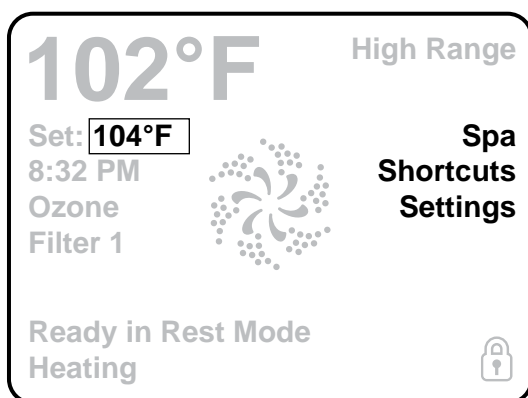 102°F
High Range
Set: 104°F
8:32 PM
Ozone
Filter 1
Spa
Shortcuts
Settings
Ready in Rest Mode
Heating